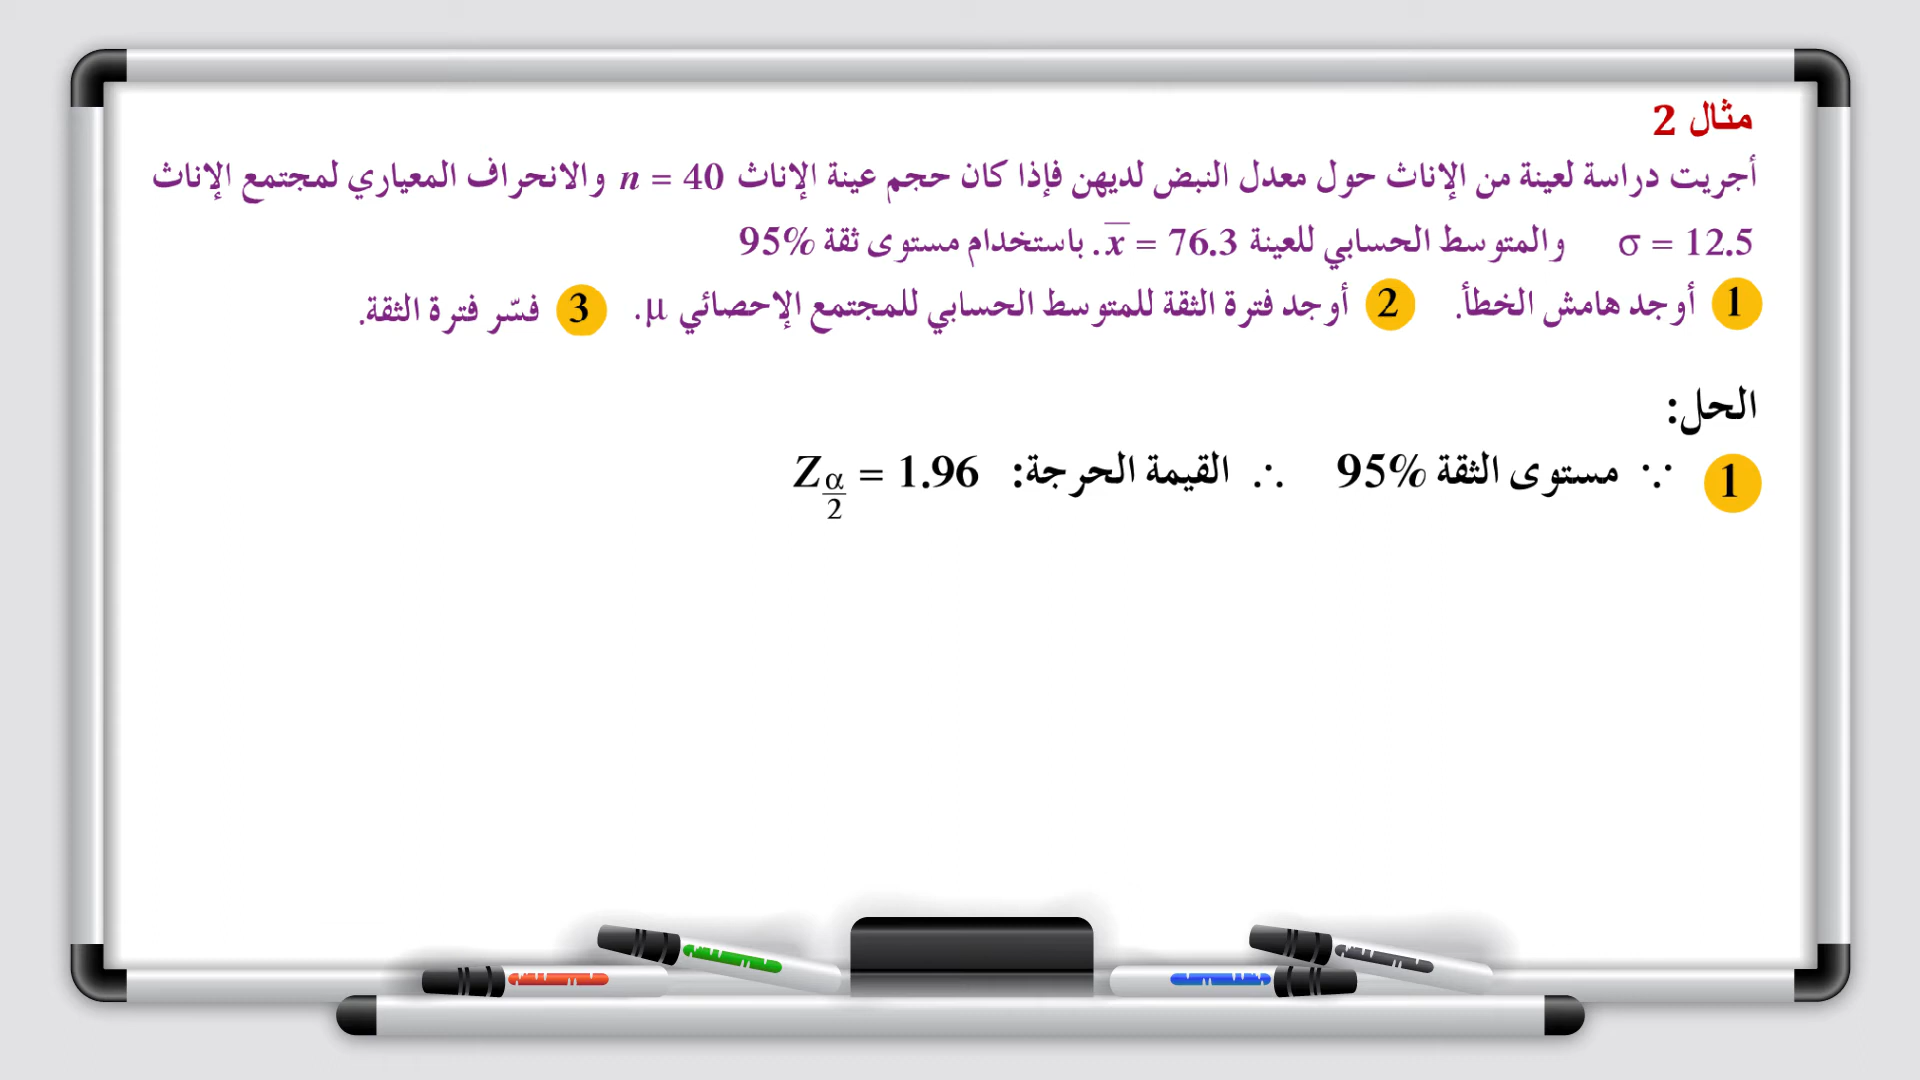 مثال 2
أجريت دراسة لعينة من الإناث حول معدل النبض لديهن فإذا كان حجم عينة الإناث n = 40 والانحراف المعياري لمجتمع الإناث
σ = 12.5 والمتوسط الحسابي للعينة x̅ = 76.3. باستخدام مستوى ثقة 95%
1 أوجد هامش الخطأ. 2 أوجد فترة الثقة للمتوسط الحسابي للمجتمع الإحصائي μ. 3 فسّر فترة الثقة.
الحل:
1 ∵ مستوى الثقة 95% ∴ القيمة الحرجة: Z_{α/2} = 1.96